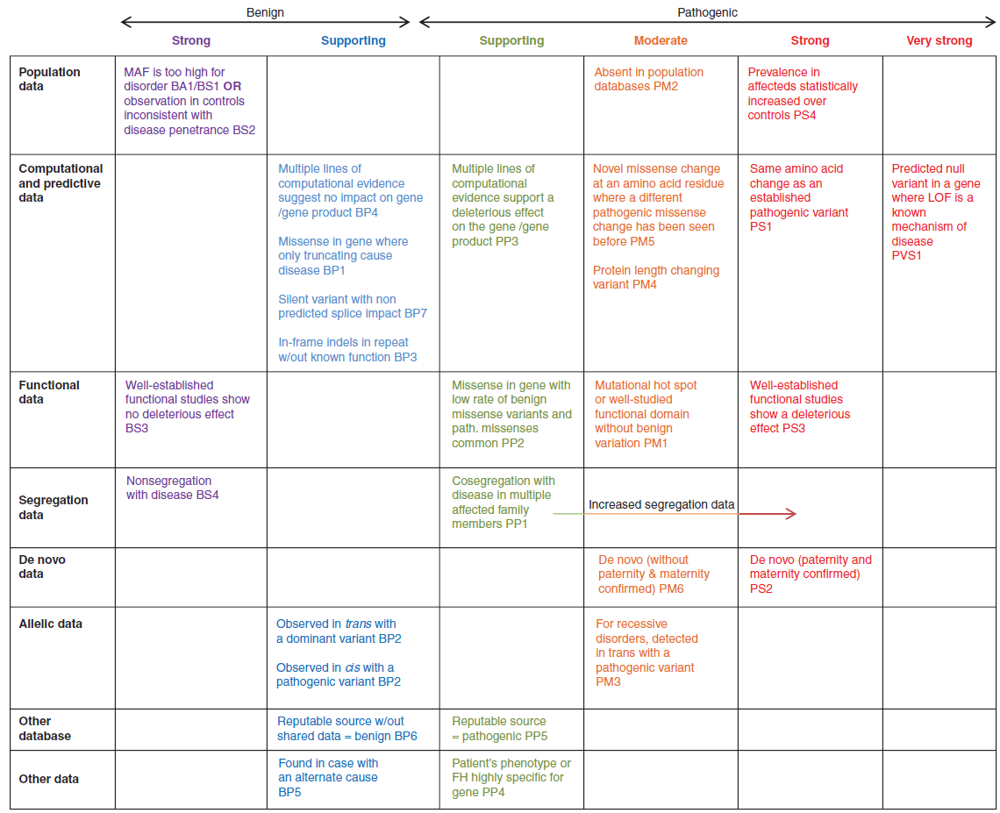 Benign
Pathogenic
Strong
Supporting
Supporting
Moderate
Strong
Very strong
Population
data
MAF is too high for
disorder BA1/BS1 OR
observation in controls
inconsistent with
disease penetrance BS2
Absent in population
databases PM2
Prevalence in
affecteds statistically
increased over
controls PS4
Computational
and predictive
data
Multiple lines of
computational evidence
suggest no impact on gene
/gene product BP4
Missense in gene where
only truncating cause
disease BP1
Silent variant with non
predicted splice impact BP7
In-frame indels in repeat
w/out known function BP3
Multiple lines of
computational
evidence support a
deleterious effect
on the gene /gene
product PP3
Novel missense change
at an amino acid residue
where a different
pathogenic missense
change has been seen
before PM5
Protein length changing
variant PM4
Same amino acid
change as an
established
pathogenic variant
PS1
Predicted null
variant in a gene
where LOF is a
known
mechanism of
disease
PVS1
Functional
data
Well-established
functional studies show
no deleterious effect
BS3
Missense in gene with
low rate of benign
missense variants and
path. missenses
common PP2
Mutational hot spot
or well-studied
functional domain
without benign
variation PM1
Well-established
functional studies
show a deleterious
effect PS3
Segregation
data
Nonsegregation
with disease BS4
Cosegregation with
disease in multiple
affected family
members PP1
Increased segregation data
De novo
data
De novo (without
paternity & maternity
confirmed) PM6
De novo (paternity and
maternity confirmed)
PS2
Allelic data
Observed in trans with
a dominant variant BP2
Observed in cis with a
pathogenic variant BP2
For recessive
disorders, detected
in trans with a
pathogenic variant
PM3
Other
database
Reputable source w/out
shared data = benign BP6
Reputable source
= pathogenic PP5
Other data
Found in case with
an alternate cause
BP5
Patient's phenotype or
FH highly specific for
gene PP4